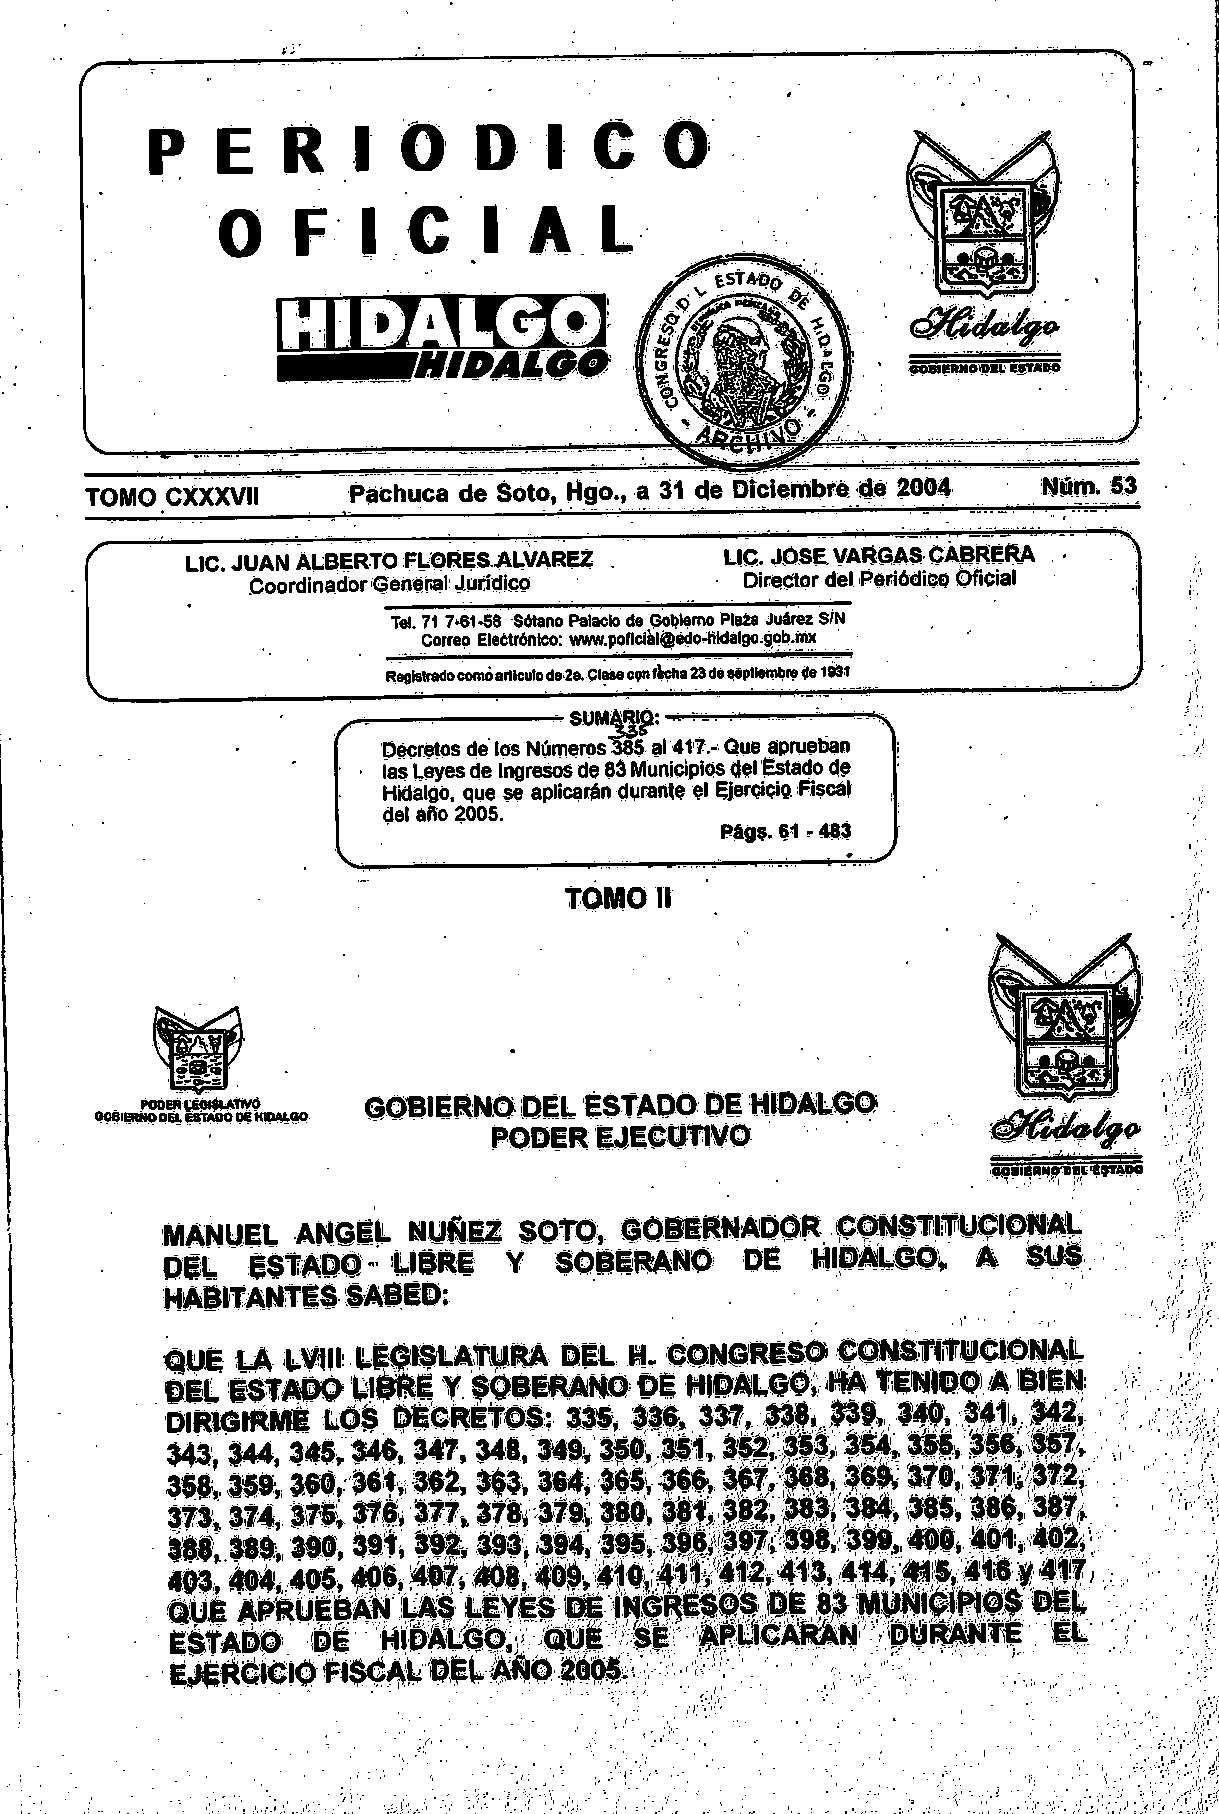 PERIODICO
OFICIAL
HIDALGO
HIDALGO
CONGRESO D L ESTADO DE HIDALGO
- ARCHIVO -
Hidalgo
GOBIERNO DEL ESTADO
TOMO CXXXVII Pachuca de Soto, Hgo., a 31 de Diciembre de 2004 Núm. 53
LIC. JUAN ALBERTO FLORES ALVAREZ
Coordinador General Jurídico
LIC. JOSE VARGAS CABRERA
Director del Periódico Oficial
Tel. 71 7-61-58 Sótano Palacio de Gobierno Plaza Juárez S/N
Correo Electrónico: www.poficial@edo-hidalgo.gob.mx
Registrado como artículo de 2a. Clase con fecha 23 de septiembre de 1931
SUMARIO:
335
Decretos de los Números 385 al 417.- Que aprueban
las Leyes de Ingresos de 83 Municipios del Estado de
Hidalgo, que se aplicarán durante el Ejercicio Fiscal
del año 2005.
Págs. 61 - 483
TOMO II
PODER LEGISLATIVO
GOBIERNO DEL ESTADO DE HIDALGO
GOBIERNO DEL ESTADO DE HIDALGO
PODER EJECUTIVO
Hidalgo
GOBIERNO DEL ESTADO
MANUEL ANGEL NUÑEZ SOTO, GOBERNADOR CONSTITUCIONAL
DEL ESTADO LIBRE Y SOBERANO DE HIDALGO, A SUS
HABITANTES SABED:
QUE LA LVIII LEGISLATURA DEL H. CONGRESO CONSTITUCIONAL
DEL ESTADO LIBRE Y SOBERANO DE HIDALGO, HA TENIDO A BIEN
DIRIGIRME LOS DECRETOS: 335, 336, 337, 338, 339, 340, 341, 342,
343, 344, 345, 346, 347, 348, 349, 350, 351, 352, 353, 354, 355, 356, 357,
358, 359, 360, 361, 362, 363, 364, 365, 366, 367, 368, 369, 370, 371, 372,
373, 374, 375, 376, 377, 378, 379, 380, 381, 382, 383, 384, 385, 386, 387,
388, 389, 390, 391, 392, 393, 394, 395, 396, 397, 398, 399, 400, 401, 402,
403, 404, 405, 406, 407, 408, 409, 410, 411, 412, 413, 414, 415, 416 y 417,
QUE APRUEBAN LAS LEYES DE INGRESOS DE 83 MUNICIPIOS DEL
ESTADO DE HIDALGO, QUE SE APLICARAN DURANTE EL
EJERCICIO FISCAL DEL AÑO 2005.